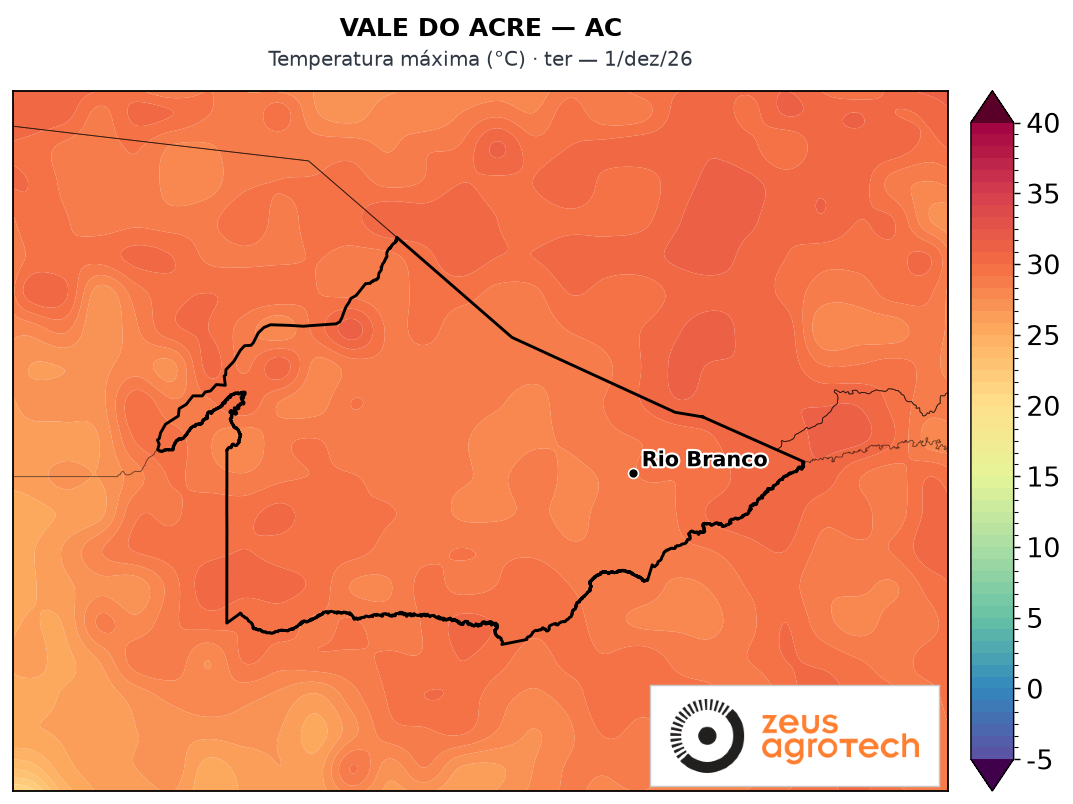 VALE DO ACRE — AC
Temperatura máxima (°C) · ter — 1/dez/26
40
35
30
25
20
15
10
5
0
-5
Rio Branco
zeus
agrotech